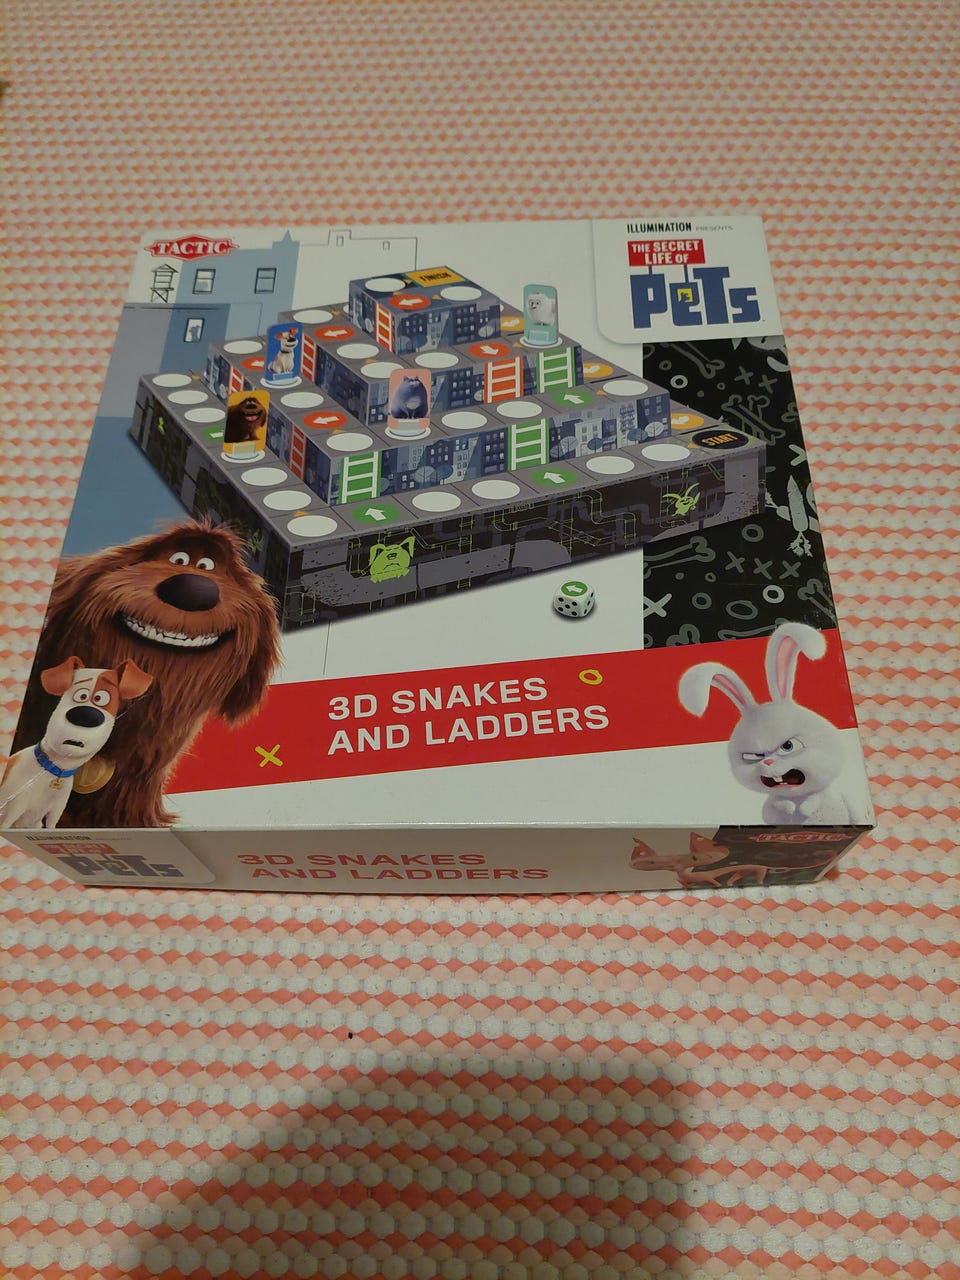 TACTIC
ILLUMINATION PRESENTS
THE SECRET
LIFE OF
PETS
FINISH
START
3D SNAKES
AND LADDERS
ILLUMINATION
PETS
3D SNAKES
AND LADDERS
TACTIC